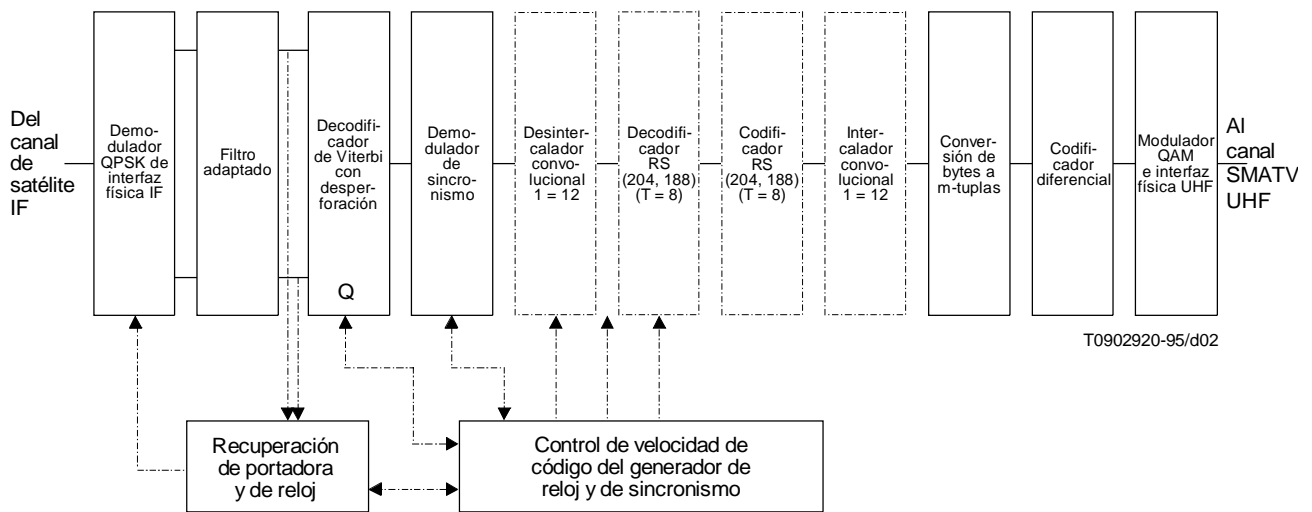 Del
canal
de
satélite
IF
Demo-
dulador
QPSK de
interfaz
física IF
Filtro
adaptado
Decodifi-
cador
de Viterbi
con
desper-
foración
Q
Demo-
dulador
de
sincro-
nismo
Desinter-
calador
convo-
lucional
1 = 12
Decodifi-
cador
RS
(204, 188)
(T = 8)
Codifi-
cador
RS
(204, 188)
(T = 8)
Inter-
calador
convo-
lucional
1 = 12
Conver-
sión de
bytes a
m-tuplas
Codifi-
cador
diferencial
Modulador
QAM
e interfaz
física UHF
Al
canal
SMATV
UHF
T0902920-95/d02
Recuperación
de portadora
y de reloj
Control de velocidad de
código del generador de
reloj y de sincronismo